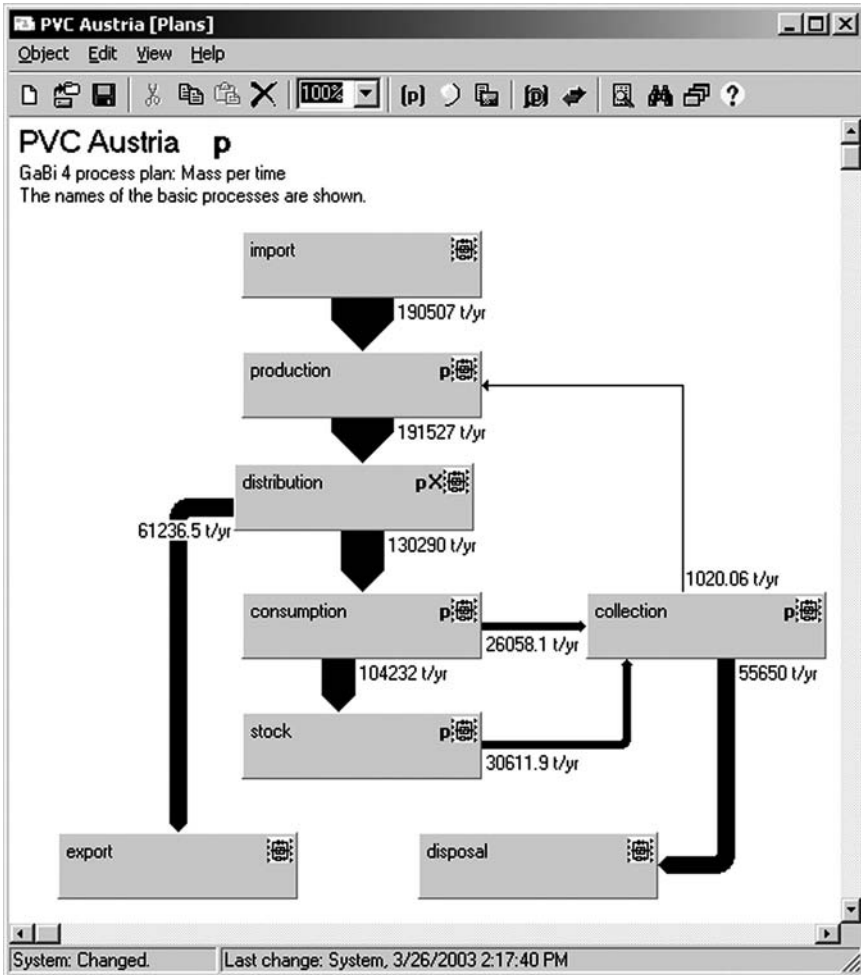 PVC Austria [Plans]
Object Edit View Help
100%
(p)
PVC Austria p
GaBi 4 process plan: Mass per time
The names of the basic processes are shown.
import
190507 t/yr
production p
191527 t/yr
distribution pX
61236.5 t/yr
130290 t/yr
1020.06 t/yr
consumption p
collection p
26058.1 t/yr
104232 t/yr
55650 t/yr
stock p
30611.9 t/yr
export
disposal
System: Changed. Last change: System, 3/26/2003 2:17:40 PM